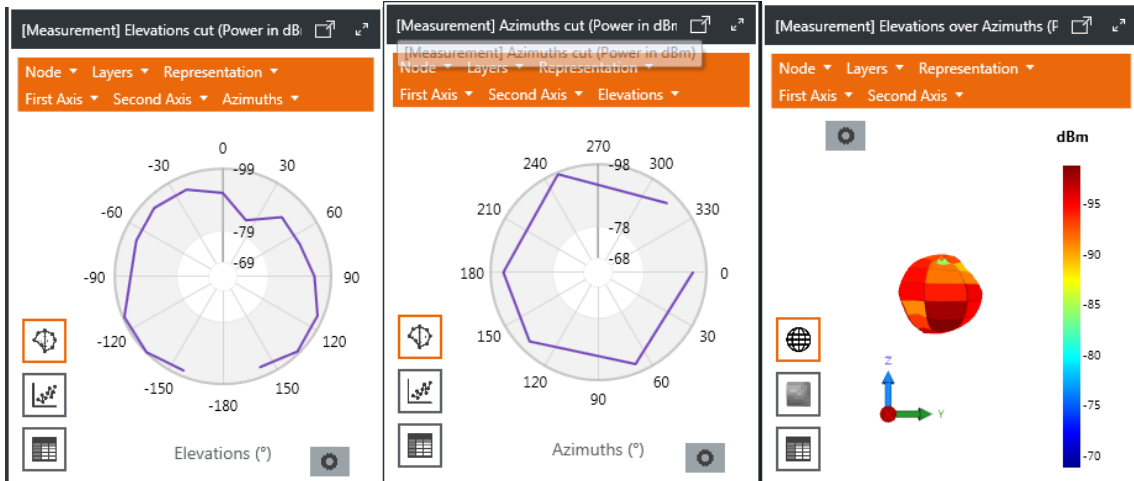 [Measurement] Elevations cut (Power in dBı
Node Layers Representation
First Axis Second Axis Azimuths
0
-30 -99 30
-60 60
-79
-69
-90 90
-120 120
-150 150
-180
Elevations (°)
[Measurement] Azimuths cut (Power in dBn
[Measurement] Azimuths cut (Power in dBm)
Node Layers Representation
First Axis Second Axis Elevations
270
240 -98 300
210 330
-78
-68
180 0
150 30
120 60
90
Azimuths (°)
[Measurement] Elevations over Azimuths (P
Node Layers Representation
First Axis Second Axis
dBm
-95
-90
-85
-80
-75
-70
Z
Y